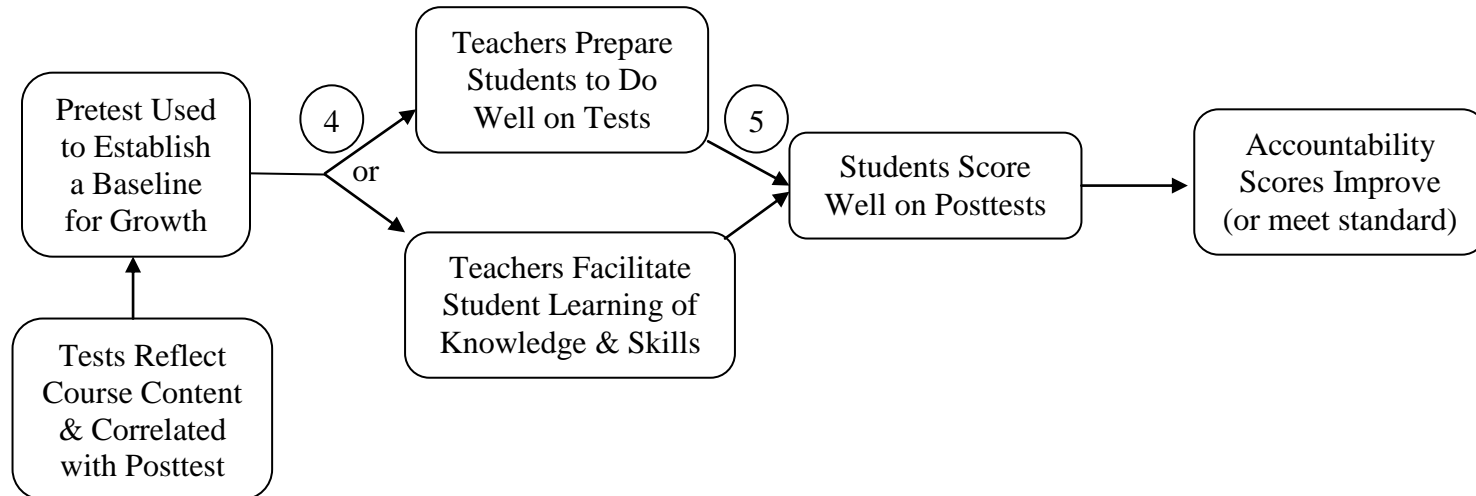 Pretest Used
to Establish
a Baseline
for Growth
Tests Reflect
Course Content
& Correlated
with Posttest
4
or
Teachers Prepare
Students to Do
Well on Tests
Teachers Facilitate
Student Learning of
Knowledge & Skills
5
Students Score
Well on Posttests
Accountability
Scores Improve
(or meet standard)